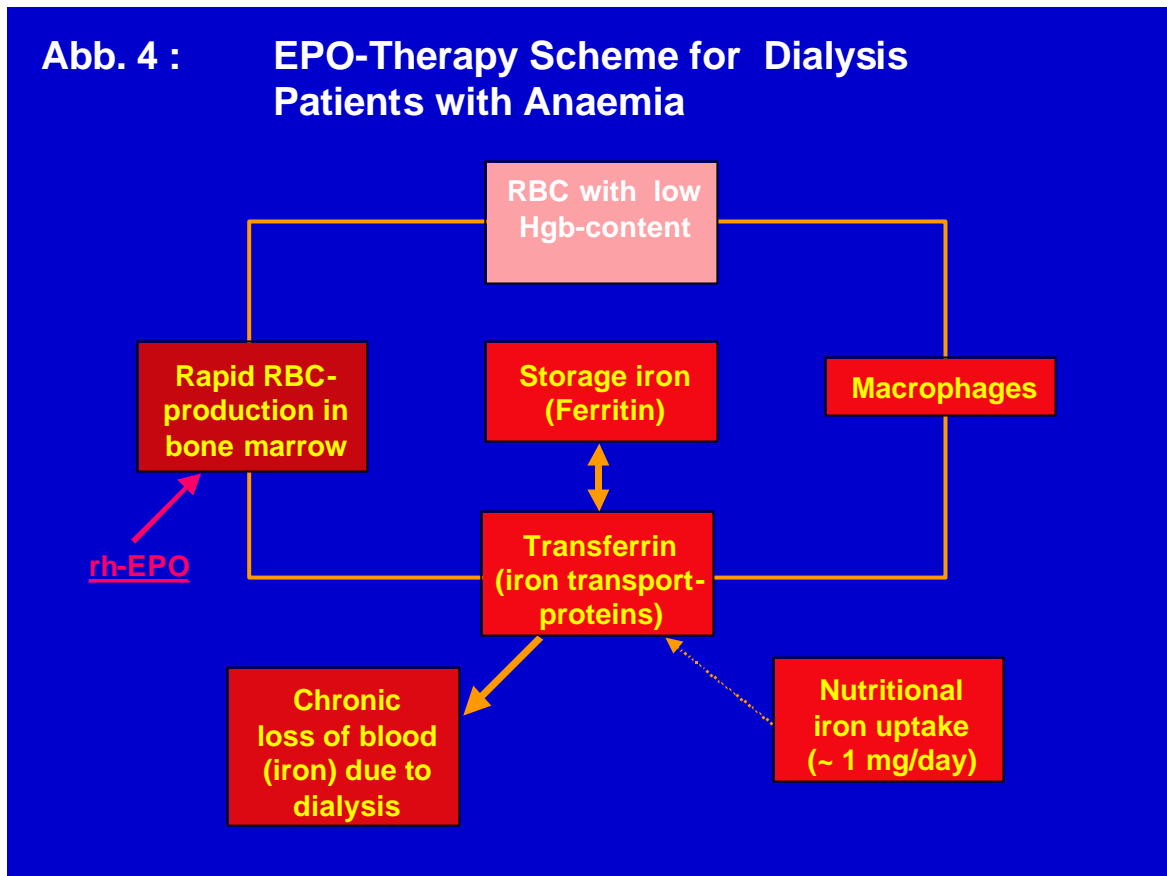 Abb. 4 : EPO-Therapy Scheme for Dialysis
Patients with Anaemia
RBC with low
Hgb-content
Rapid RBC-
production in
bone marrow
Storage iron
(Ferritin)
Macrophages
rh-EPO
Transferrin
(iron transport-
proteins)
Chronic
loss of blood
(iron) due to
dialysis
Nutritional
iron uptake
(~ 1 mg/day)